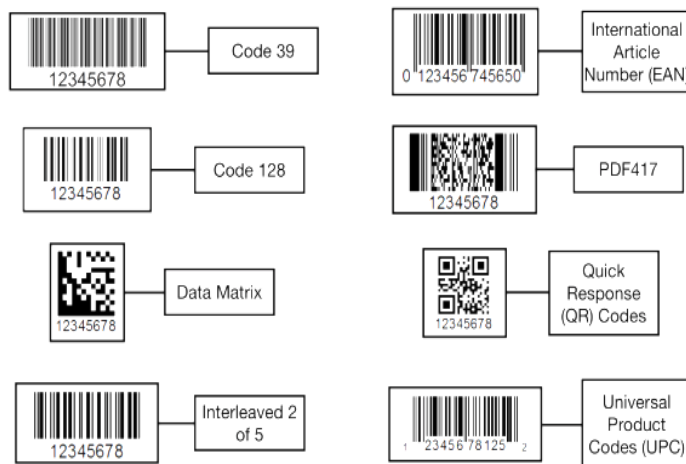 12345678
Code 39
0 123456 745650
International
Article
Number (EAN)
12345678
Code 128
12345678
PDF417
12345678
Data Matrix
12345678
Quick
Response
(QR) Codes
12345678
Interleaved 2
of 5
1 23456 78125 2
Universal
Product
Codes (UPC)